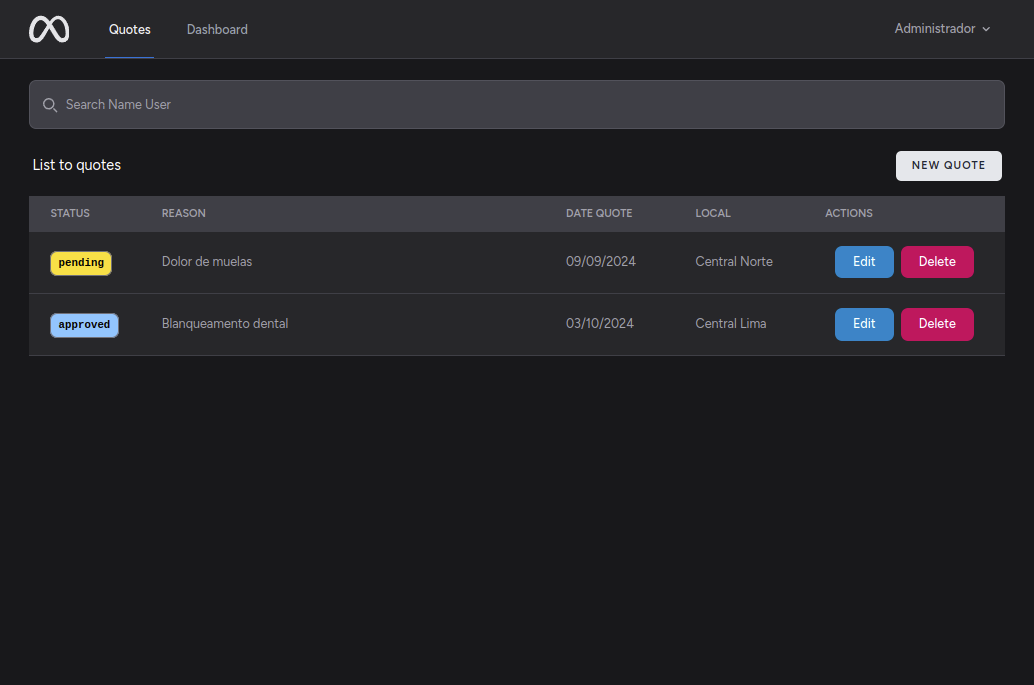 Quotes Dashboard Administrador
Search Name User
List to quotes NEW QUOTE
STATUS REASON DATE QUOTE LOCAL ACTIONS
pending Dolor de muelas 09/09/2024 Central Norte Edit Delete
approved Blanqueamento dental 03/10/2024 Central Lima Edit Delete